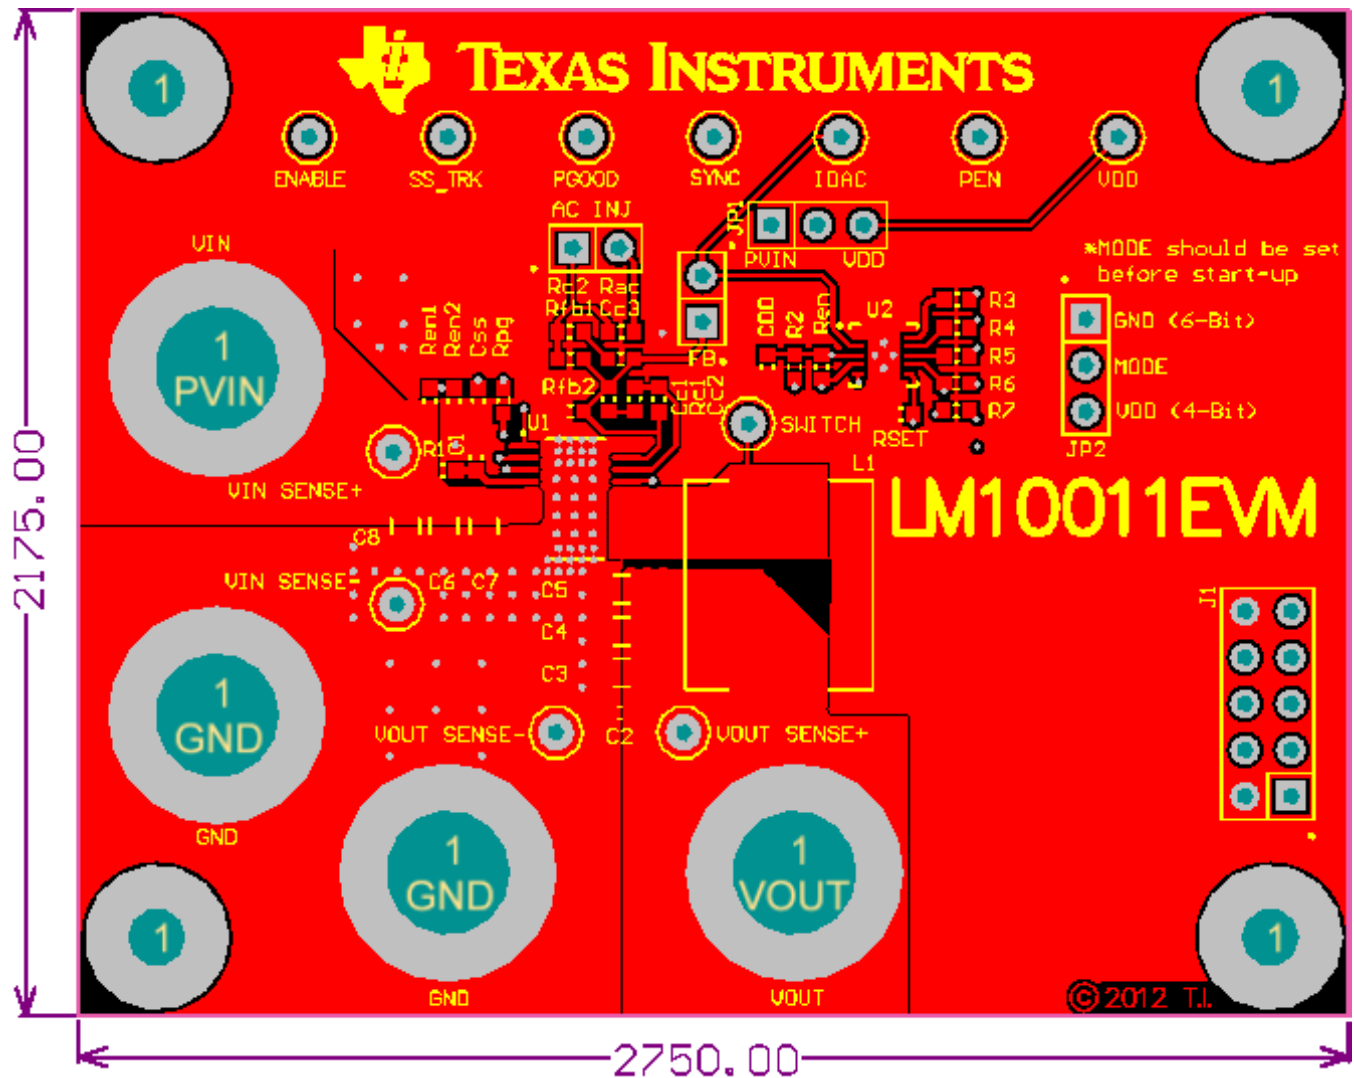 TEXAS INSTRUMENTS
1
1
ENABLE
SS_TRK
PGOOD
SYNC
IDAC
PEN
VDD
AC INJ
JP1
PVIN
VDD
VIN
*MODE should be set
before start-up
1
PVIN
Rc2
Rac
Rfb1
Cc3
Ren1
Ren2
Css
Rpg
FB
CDD
R2
Ren
U2
R3
R4
R5
R6
R7
RSET
GND (6-Bit)
MODE
VDD (4-Bit)
JP2
Rfb2
Cc1
Rc1
Cc2
SWITCH
U1
R1
L1
VIN SENSE+
LM10011EVM
C8
VIN SENSE-
C6
C7
C5
C4
C3
C2
J1
1
GND
GND
VOUT SENSE-
VOUT SENSE+
1
GND
GND
1
VOUT
VOUT
1
1
©2012 T.I.
2175.00
2750.00